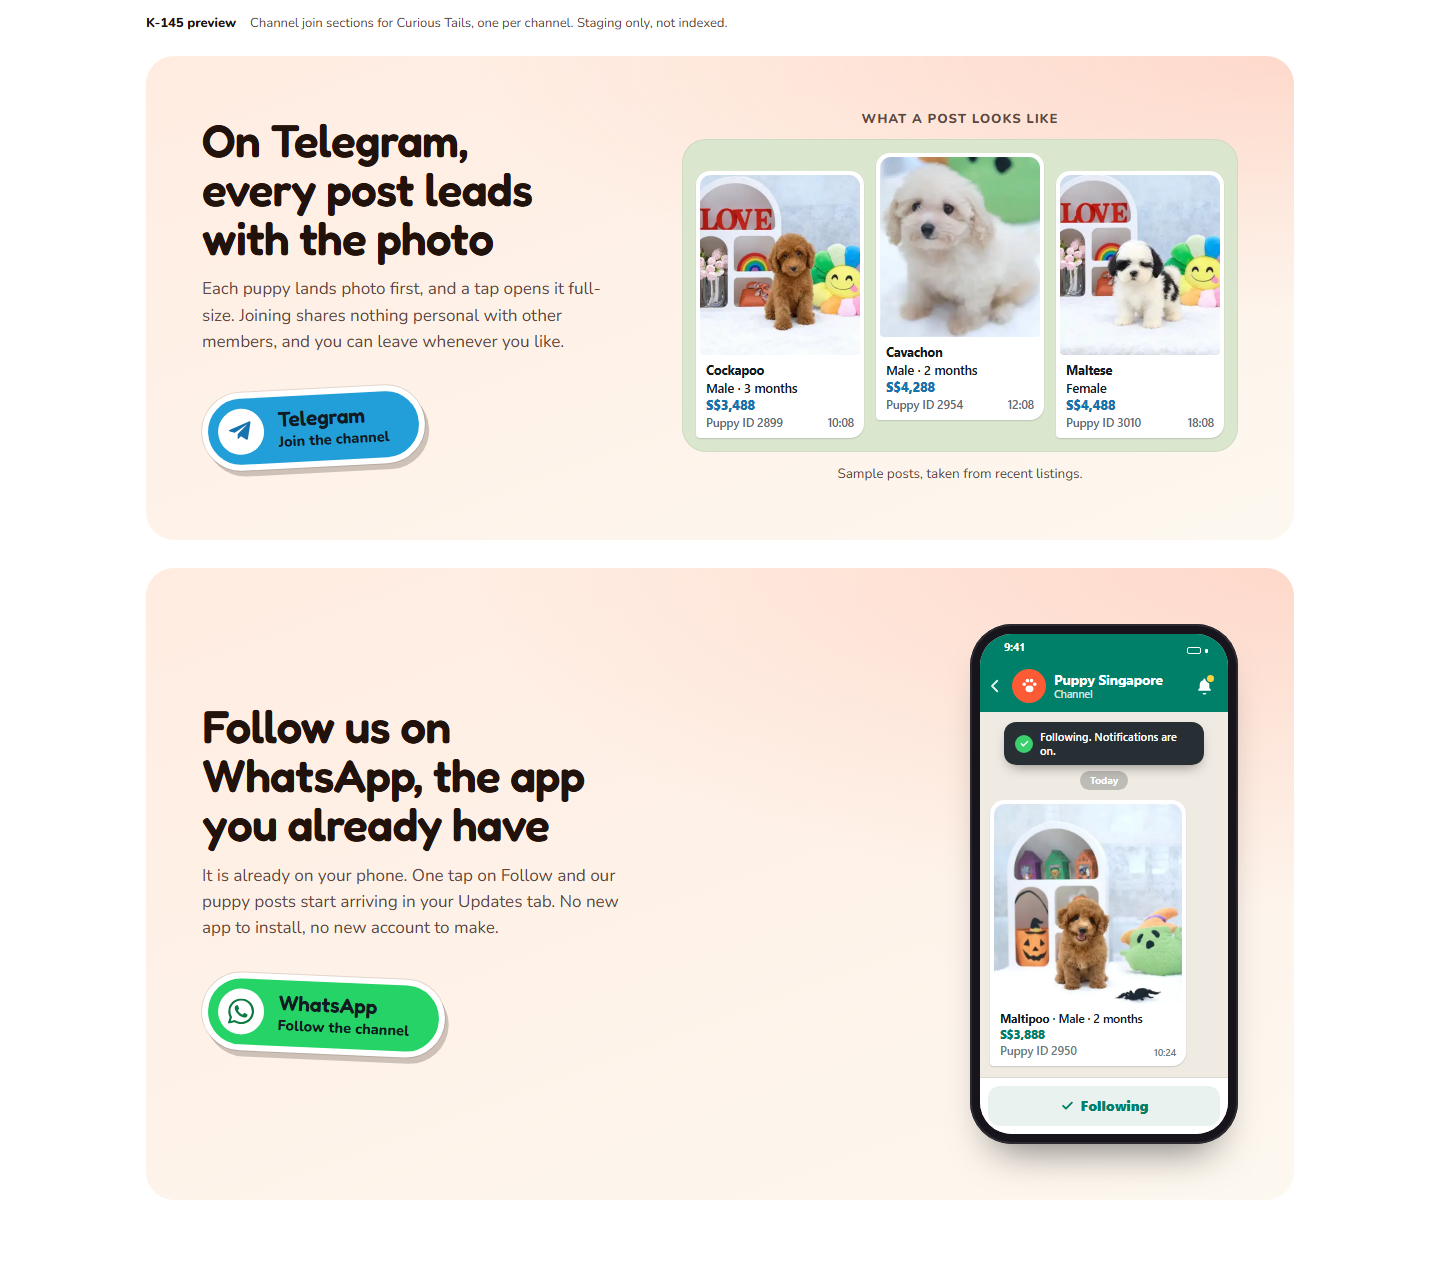 K-145 preview Channel join sections for Curious Tails, one per channel. Staging only, not indexed.
On Telegram,
every post leads
with the photo
Each puppy lands photo first, and a tap opens it full-
size. Joining shares nothing personal with other
members, and you can leave whenever you like.
Telegram
Join the channel
WHAT A POST LOOKS LIKE
LOVE
Cockapoo
Male · 3 months
S$3,488
Puppy ID 2899 10:08
Cavachon
Male · 2 months
S$4,288
Puppy ID 2954 12:08
LOVE
Maltese
Female
S$4,488
Puppy ID 3010 18:08
Sample posts, taken from recent listings.
Follow us on
WhatsApp, the app
you already have
It is already on your phone. One tap on Follow and our
puppy posts start arriving in your Updates tab. No new
app to install, no new account to make.
WhatsApp
Follow the channel
9:41
Puppy Singapore
Channel
Following. Notifications are
on.
Today
Maltipoo · Male · 2 months
S$3,888
Puppy ID 2950 10:24
Following